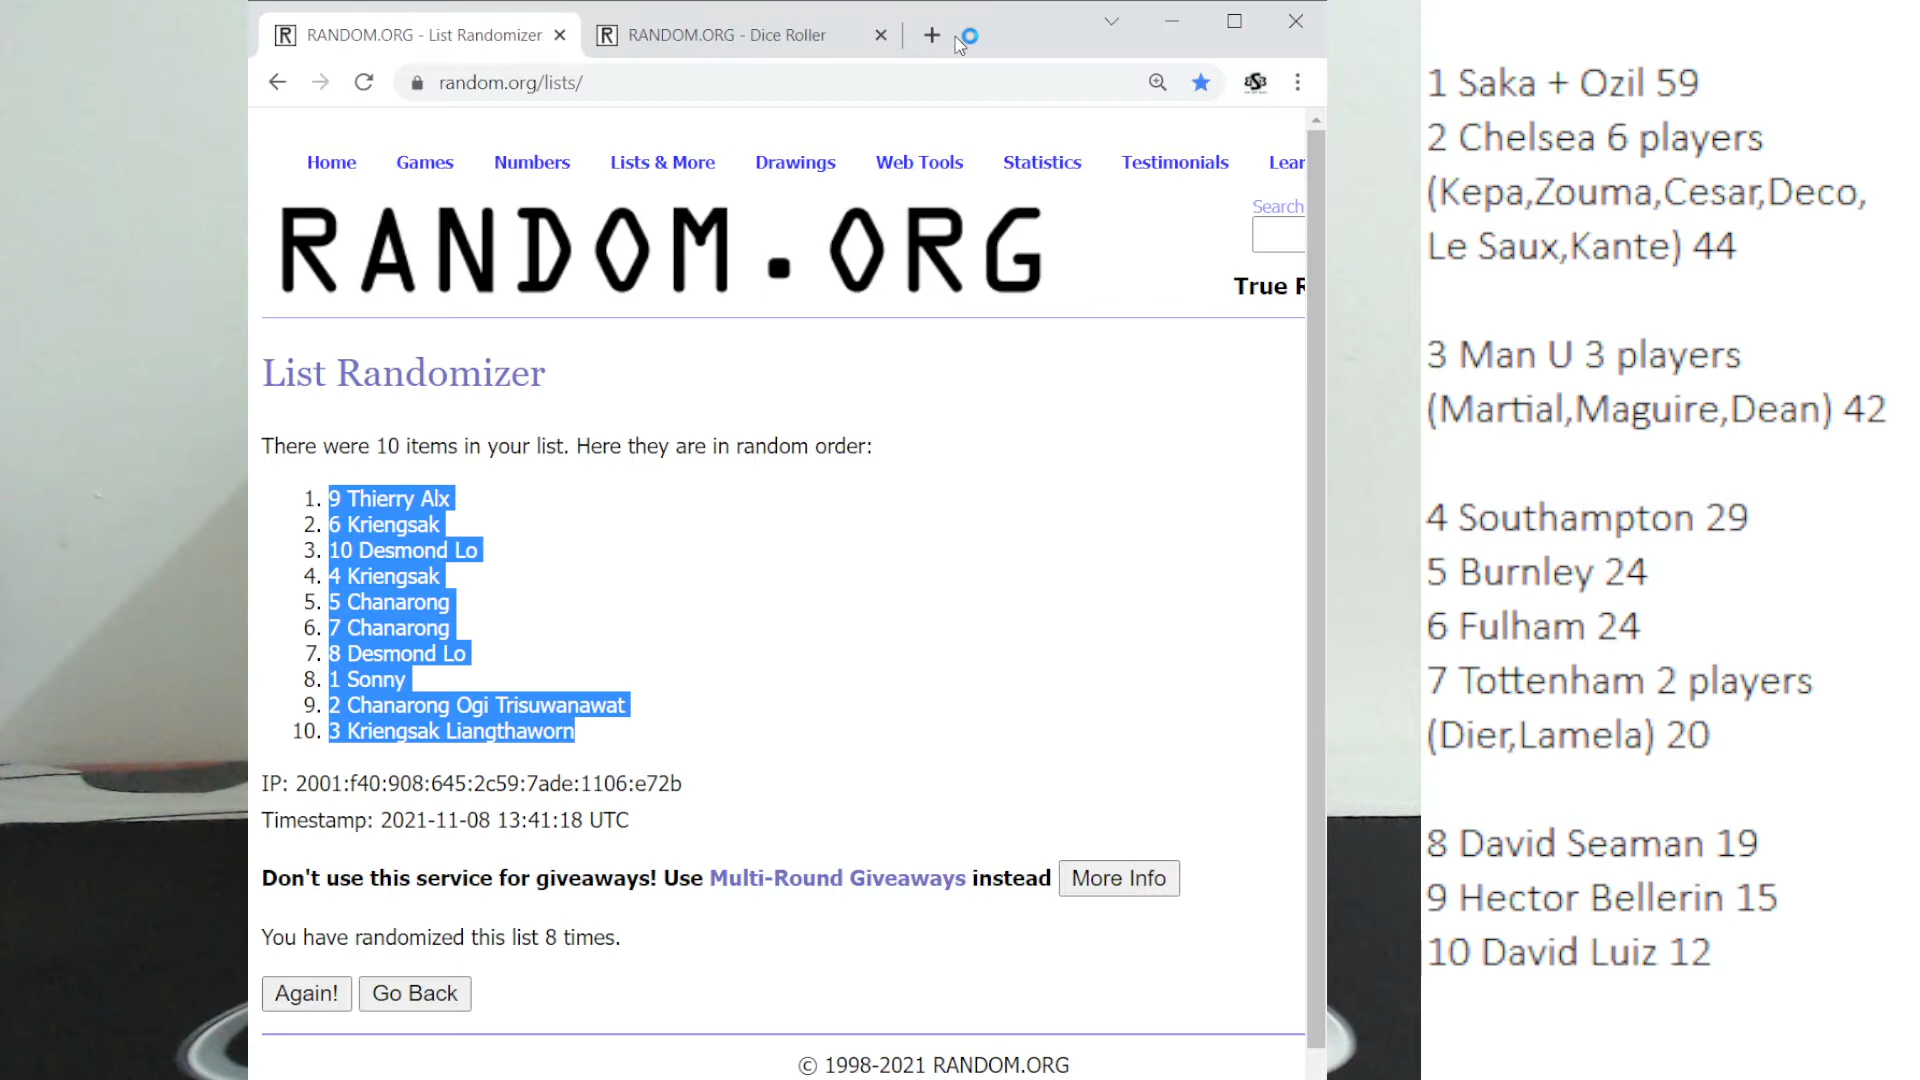 RANDOM.ORG - List Randomizer
RANDOM.ORG - Dice Roller
random.org/lists/
Home Games Numbers Lists & More Drawings Web Tools Statistics Testimonials Lear
RANDOM.ORG
Search
True R
List Randomizer
There were 10 items in your list. Here they are in random order:
1. 9 Thierry Alx
2. 6 Kriengsak
3. 10 Desmond Lo
4. 4 Kriengsak
5. 5 Chanarong
6. 7 Chanarong
7. 8 Desmond Lo
8. 1 Sonny
9. 2 Chanarong Ogi Trisuwanawat
10. 3 Kriengsak Liangthaworn
IP: 2001:f40:908:645:2c59:7ade:1106:e72b
Timestamp: 2021-11-08 13:41:18 UTC
Don't use this service for giveaways! Use Multi-Round Giveaways instead More Info
You have randomized this list 8 times.
Again! Go Back
© 1998-2021 RANDOM.ORG
1 Saka + Ozil 59
2 Chelsea 6 players
(Kepa,Zouma,Cesar,Deco,
Le Saux,Kante) 44
3 Man U 3 players
(Martial,Maguire,Dean) 42
4 Southampton 29
5 Burnley 24
6 Fulham 24
7 Tottenham 2 players
(Dier,Lamela) 20
8 David Seaman 19
9 Hector Bellerin 15
10 David Luiz 12